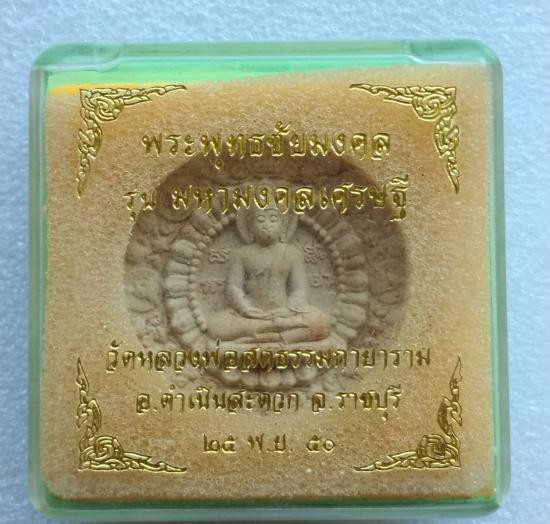 พระพุทธชัยมงคล
รุ่น มหามงคลเศรษฐี
วัดหลวงพ่อสดธรรมกายาราม
อ.ดำเนินสะดวก จ.ราชบุรี
๒๕ พ.ย. ๕๐